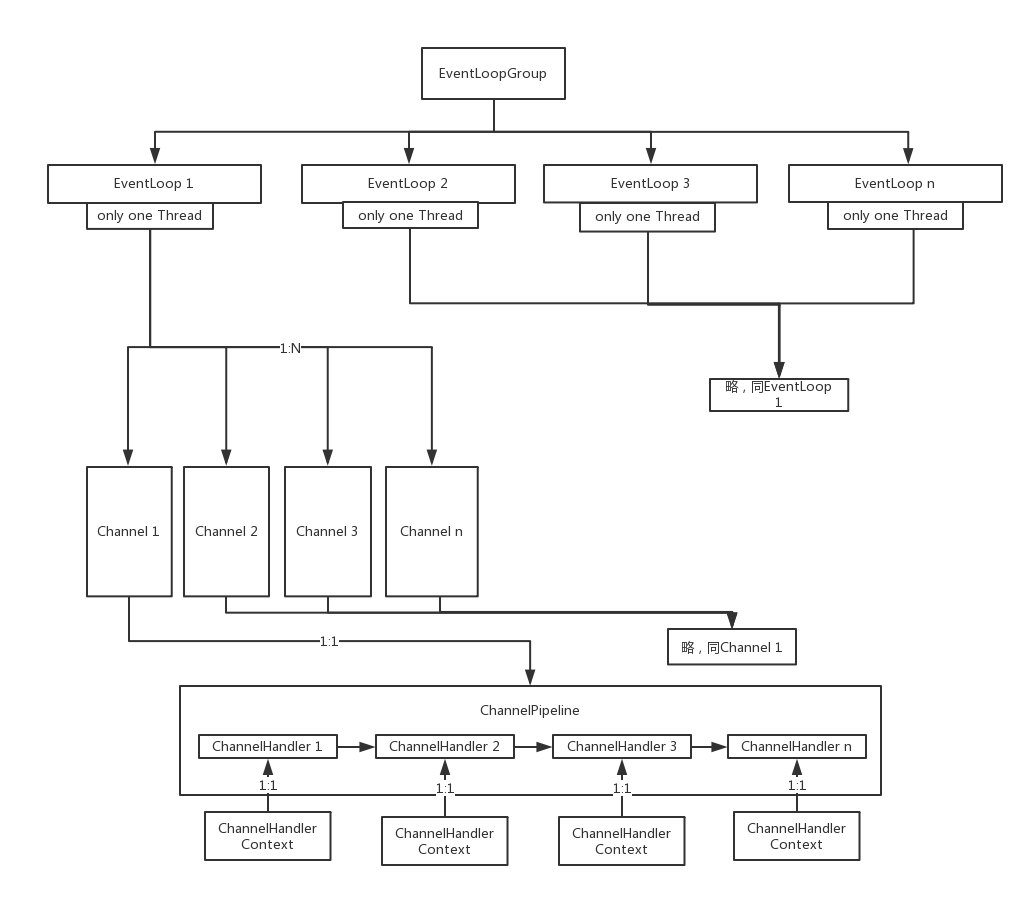 EventLoopGroup
EventLoop 1
EventLoop 2
EventLoop 3
EventLoop n
only one Thread
only one Thread
only one Thread
only one Thread
1:N
略，同EventLoop
1
Channel 1
Channel 2
Channel 3
Channel n
1:1
略，同Channel 1
ChannelPipeline
ChannelHandler 1
ChannelHandler 2
ChannelHandler 3
ChannelHandler n
1:1
1:1
1:1
1:1
ChannelHandler
Context
ChannelHandler
Context
ChannelHandler
Context
ChannelHandler
Context